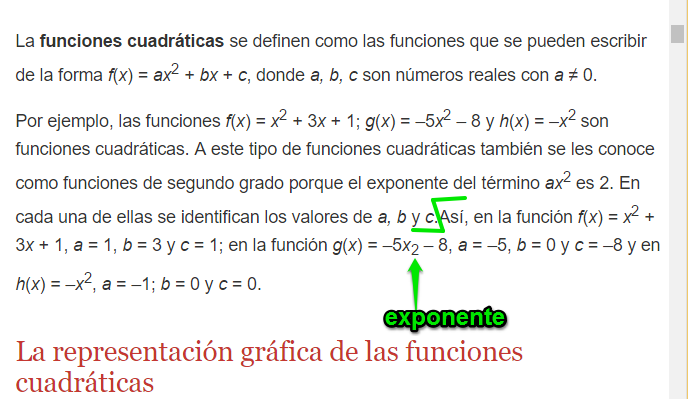 La funciones cuadráticas se definen como las funciones que se pueden escribir
de la forma f(x) = ax² + bx + c, donde a, b, c son números reales con a ≠ 0.
Por ejemplo, las funciones f(x) = x² + 3x + 1; g(x) = –5x² – 8 y h(x) = –x² son
funciones cuadráticas. A este tipo de funciones cuadráticas también se les conoce
como funciones de segundo grado porque el exponente del término ax² es 2. En
cada una de ellas se identifican los valores de a, b y c.Así, en la función f(x) = x² +
3x + 1, a = 1, b = 3 y c = 1; en la función g(x) = –5x₂ – 8, a = –5, b = 0 y c = –8 y en
h(x) = –x², a = –1; b = 0 y c = 0.
exponente
La representación gráfica de las funciones
cuadráticas